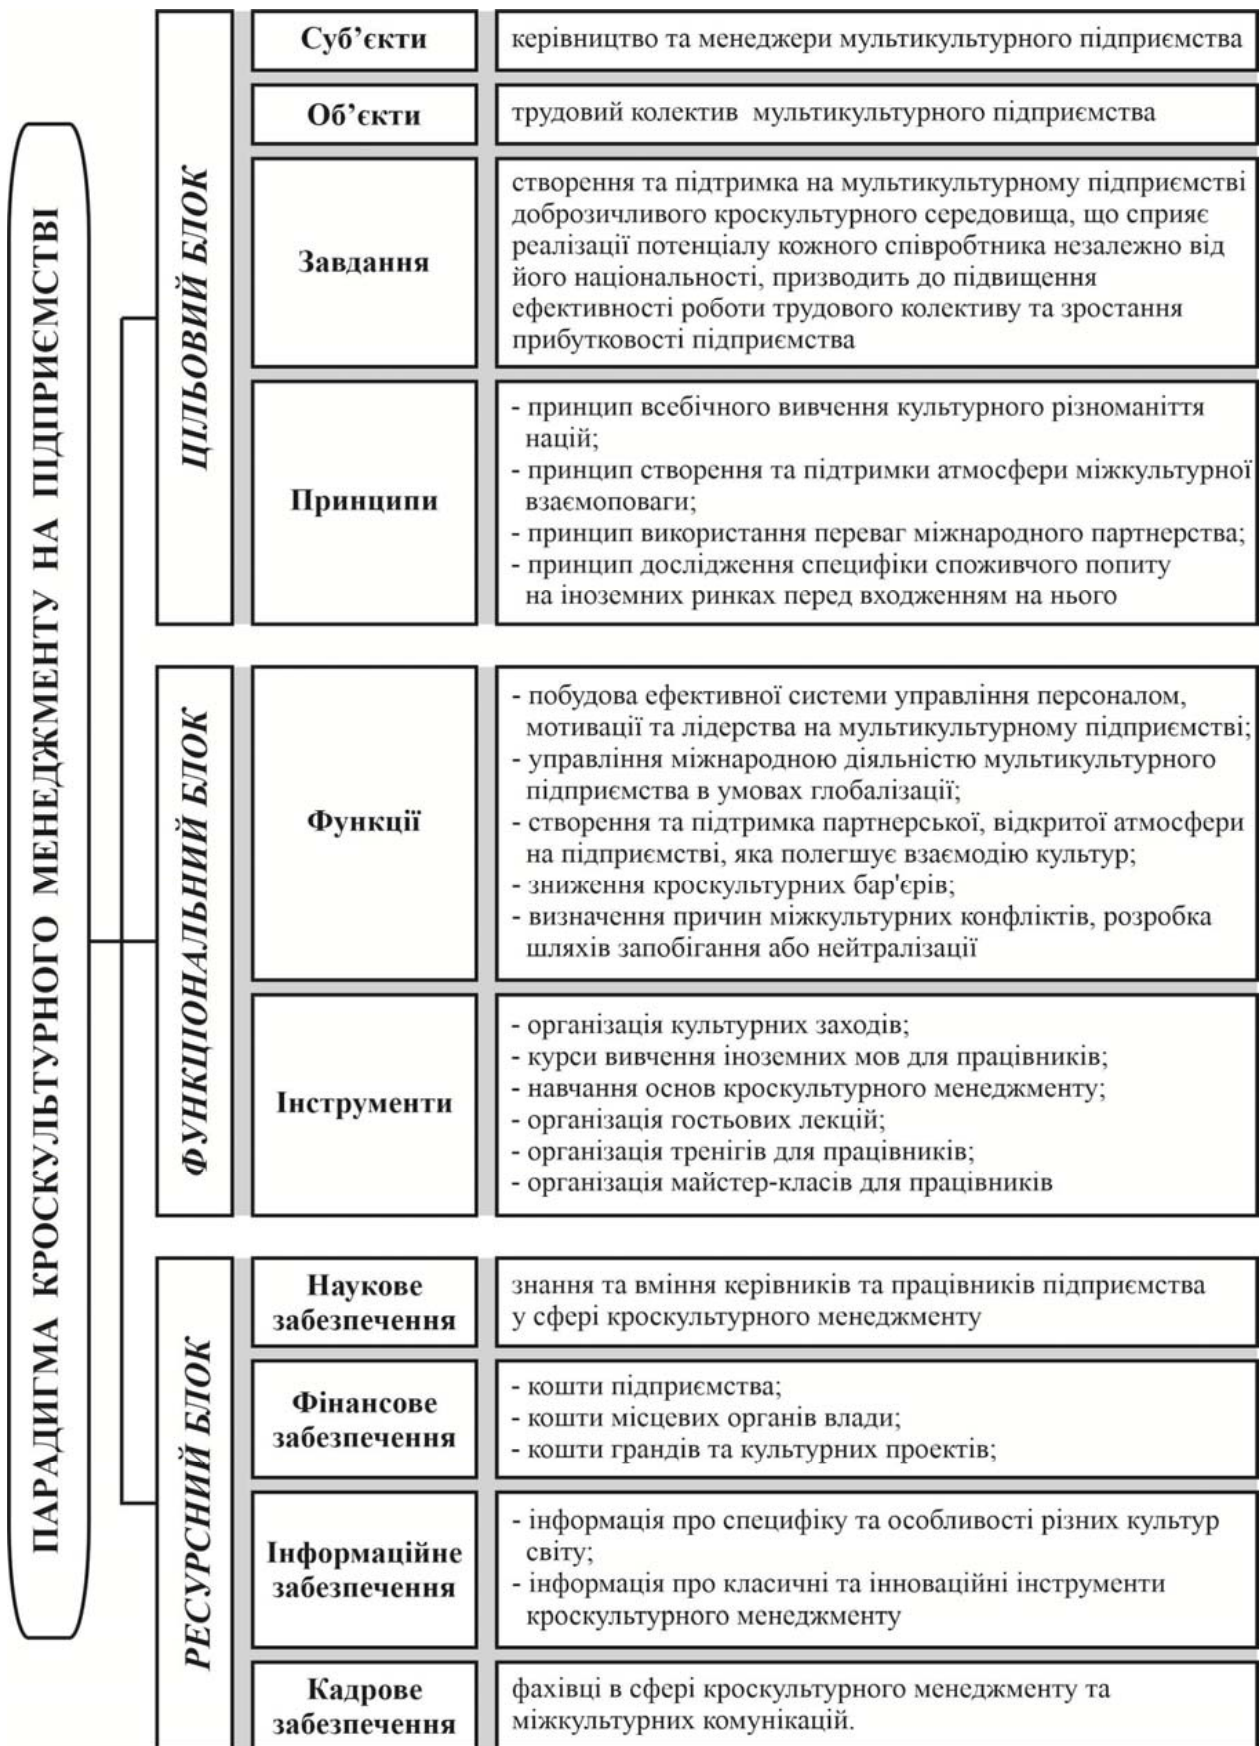 ПАРАДИГМА КРОСКУЛЬТУРНОГО МЕНЕДЖМЕНТУ НА ПІДПРИЄМСТВІ
ЦІЛЬОВИЙ БЛОК
Суб’єкти
керівництво та менеджери мультикультурного підприємства
Об’єкти
трудовий колектив мультикультурного підприємства
Завдання
створення та підтримка на мультикультурному підприємстві
доброзичливого кроскультурного середовища, що сприяє
реалізації потенціалу кожного співробтника незалежно від
його національності, призводить до підвищення
ефективності роботи трудового колективу та зростання
прибутковості підприємства
Принципи
- принцип всебічного вивчення культурного різноманіття
націй;
- принцип створення та підтримки атмосфери міжкультурної
взаємоповаги;
- принцип використання переваг міжнародного партнерства;
- принцип дослідження специфіки споживчого попиту
на іноземних ринках перед входженням на нього
ФУНКЦІОНАЛЬНИЙ БЛОК
Функції
- побудова ефективної системи управління персоналом,
мотивації та лідерства на мультикультурному підприємстві;
- управління міжнародною діяльністю мультикультурного
підприємства в умовах глобалізації;
- створення та підтримка партнерської, відкритої атмосфери
на підприємстві, яка полегшує взаємодію культур;
- зниження кроскультурних бар'єрів;
- визначення причин міжкультурних конфліктів, розробка
шляхів запобігання або нейтралізації
Інструменти
- організація культурних заходів;
- курси вивчення іноземних мов для працівників;
- навчання основ кроскультурного менеджменту;
- організація гостьових лекцій;
- організація тренігів для працівників;
- організація майстер-класів для працівників
РЕСУРСНИЙ БЛОК
Наукове
забезпечення
знання та вміння керівників та працівників підприємства
у сфері кроскультурного менеджменту
Фінансове
забезпечення
- кошти підприємства;
- кошти місцевих органів влади;
- кошти грандів та культурних проектів;
Інформаційне
забезпечення
- інформація про специфіку та особливості різних культур
світу;
- інформація про класичні та інноваційні інструменти
кроскультурного менеджменту
Кадрове
забезпечення
фахівці в сфері кроскультурного менеджменту та
міжкультурних комунікацій.